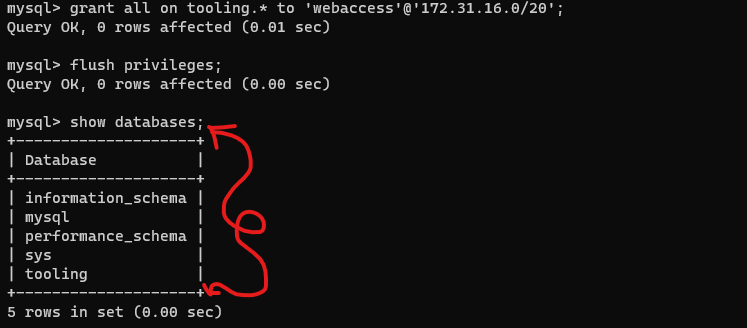 mysql> grant all on tooling.* to 'webaccess'@'172.31.16.0/20';
Query OK, 0 rows affected (0.01 sec)
mysql> flush privileges;
Query OK, 0 rows affected (0.00 sec)
mysql> show databases;
+--------------------+
| Database           |
+--------------------+
| information_schema |
| mysql              |
| performance_schema |
| sys                |
| tooling            |
+--------------------+
5 rows in set (0.00 sec)